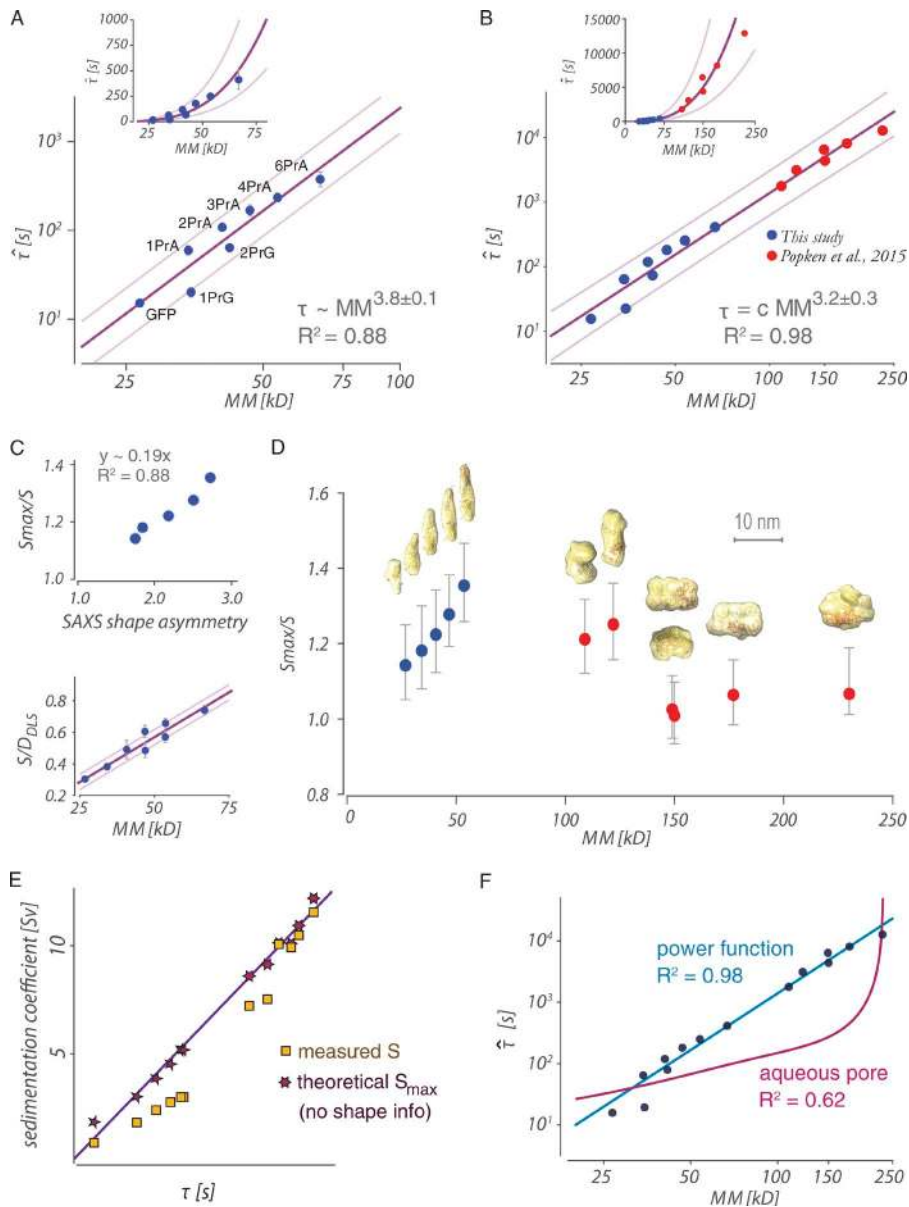 A
1000
750
500
250
0
τ̂ [s]
25 50 75
MM [kD]
10³
10²
10¹
τ̂ [s]
6PrA
4PrA
3PrA
2PrA
1PrA
2PrG
1PrG
GFP
τ ~ MM^3.8±0.1
R² = 0.88
25 50 75 100
MM [kD]
B
15000
10000
5000
0
τ̂ [s]
50 150 250
MM [kD]
10⁴
10³
10²
10¹
τ̂ [s]
This study
Popken et al., 2015
τ = c MM^3.2±0.3
R² = 0.98
25 50 100 150 250
MM [kD]
C
1.4
1.2
1.0
Smax/S
y ~ 0.19x
R² = 0.88
1.0 2.0 3.0
SAXS shape asymmetry
0.8
0.6
0.4
0.2
S/D_DLS
25 50 75
MM [kD]
D
1.6
1.4
1.2
1.0
0.8
Smax/S
10 nm
0 50 100 150 200 250
MM [kD]
E
10
5
sedimentation coefficient [Sv]
measured S
theoretical S_max
(no shape info)
τ [s]
F
10⁴
10³
10²
10¹
τ̂ [s]
power function
R² = 0.98
aqueous pore
R² = 0.62
25 50 100 150 250
MM [kD]